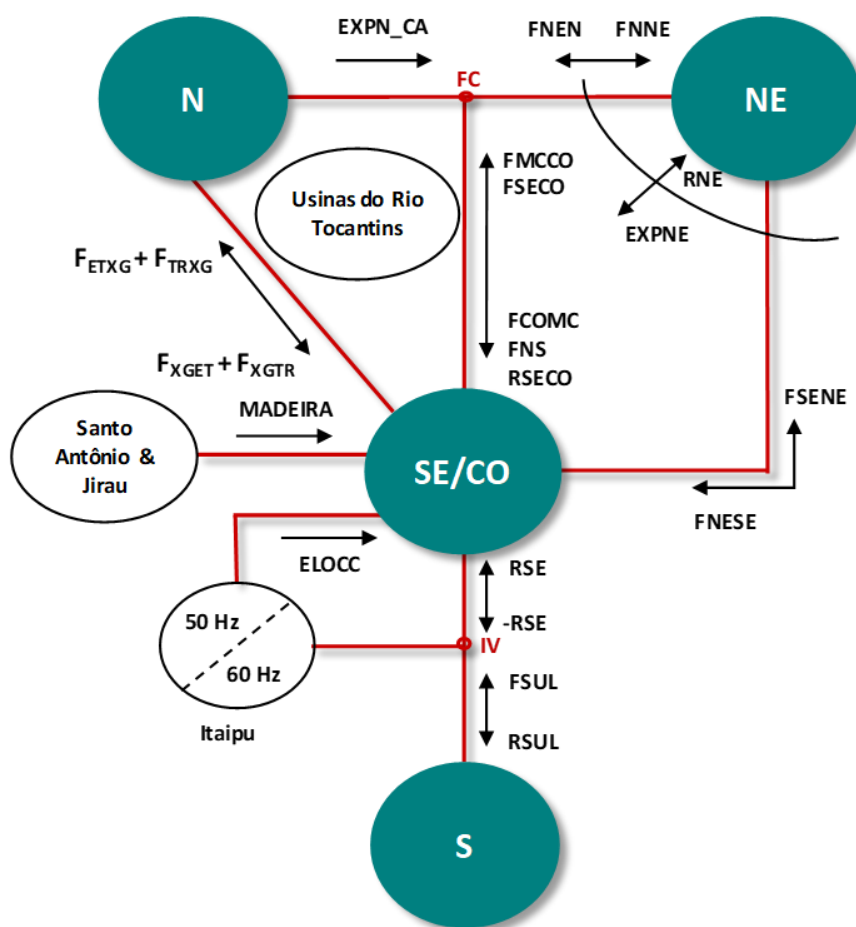 EXPN_CA
FNEN FNNE
N
FC
NE
FMCCO
FSECO
RNE
Usinas do Rio
Tocantins
EXPNE
FETXG + FTRXG
FCOMC
FNS
RSECO
FXGET + FXGTR
MADEIRA
Santo
Antônio &
Jirau
SE/CO
FSENE
FNESE
ELOCC
RSE
50 Hz
-RSE
IV
60 Hz
FSUL
Itaipu
RSUL
S